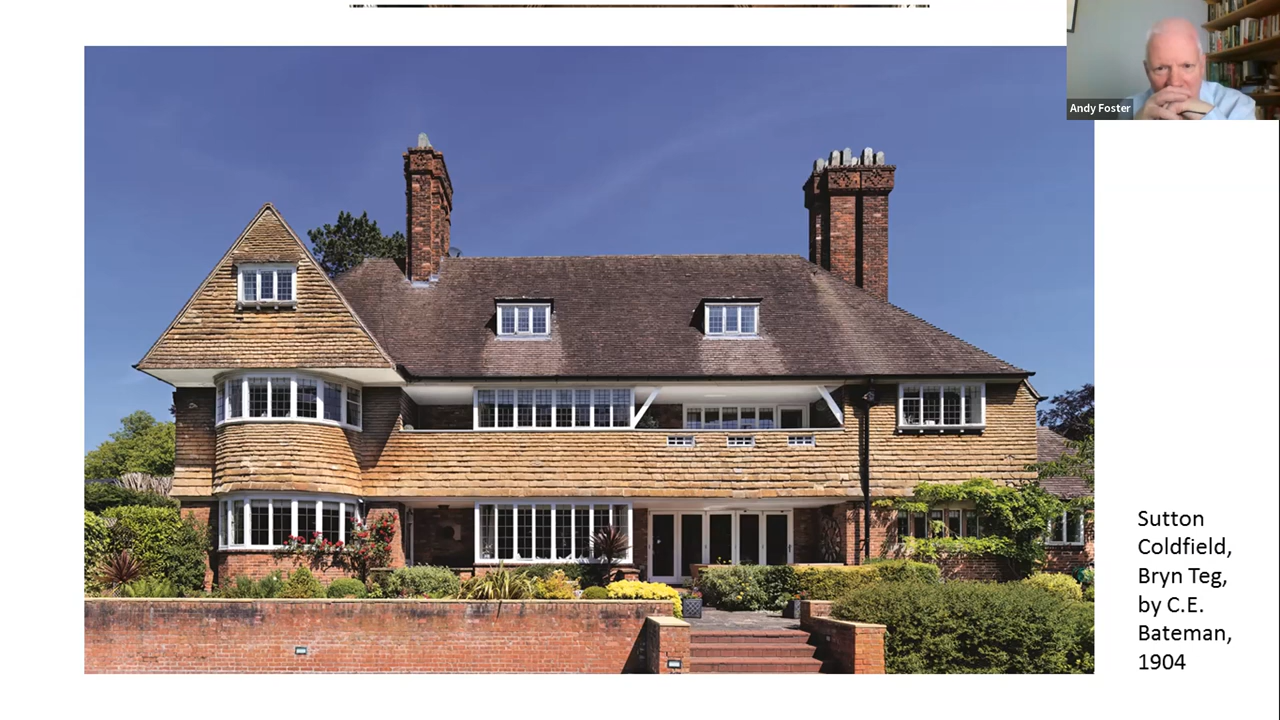 Andy Foster
Sutton
Coldfield,
Bryn Teg,
by C.E.
Bateman,
1904